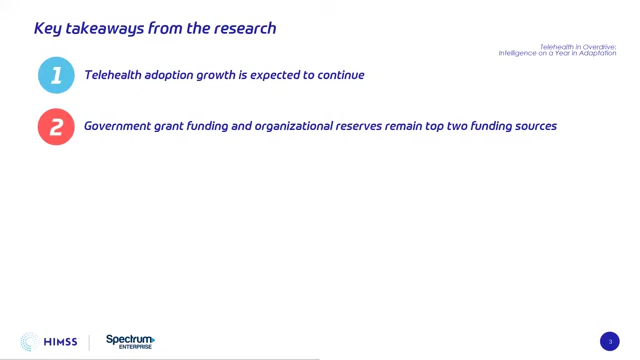 Key takeaways from the research
Telehealth in Overdrive:
Intelligence on a Year in Adaptation
1
Telehealth adoption growth is expected to continue
2
Government grant funding and organizational reserves remain top two funding sources
HIMSS
Spectrum
ENTERPRISE
3